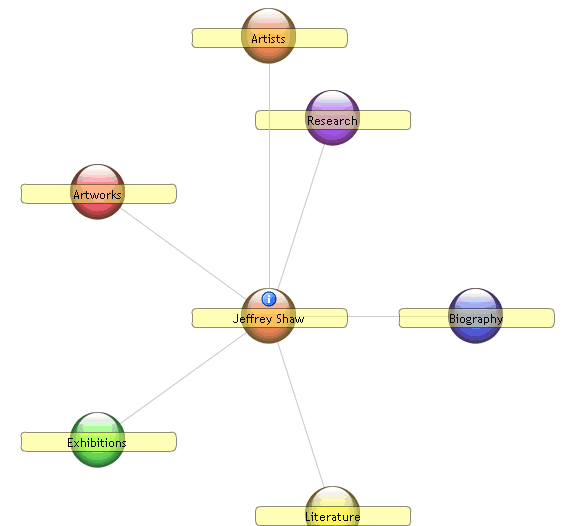 Artists
Research
Artworks
i
Jeffrey Shaw
Biography
Exhibitions
Literature